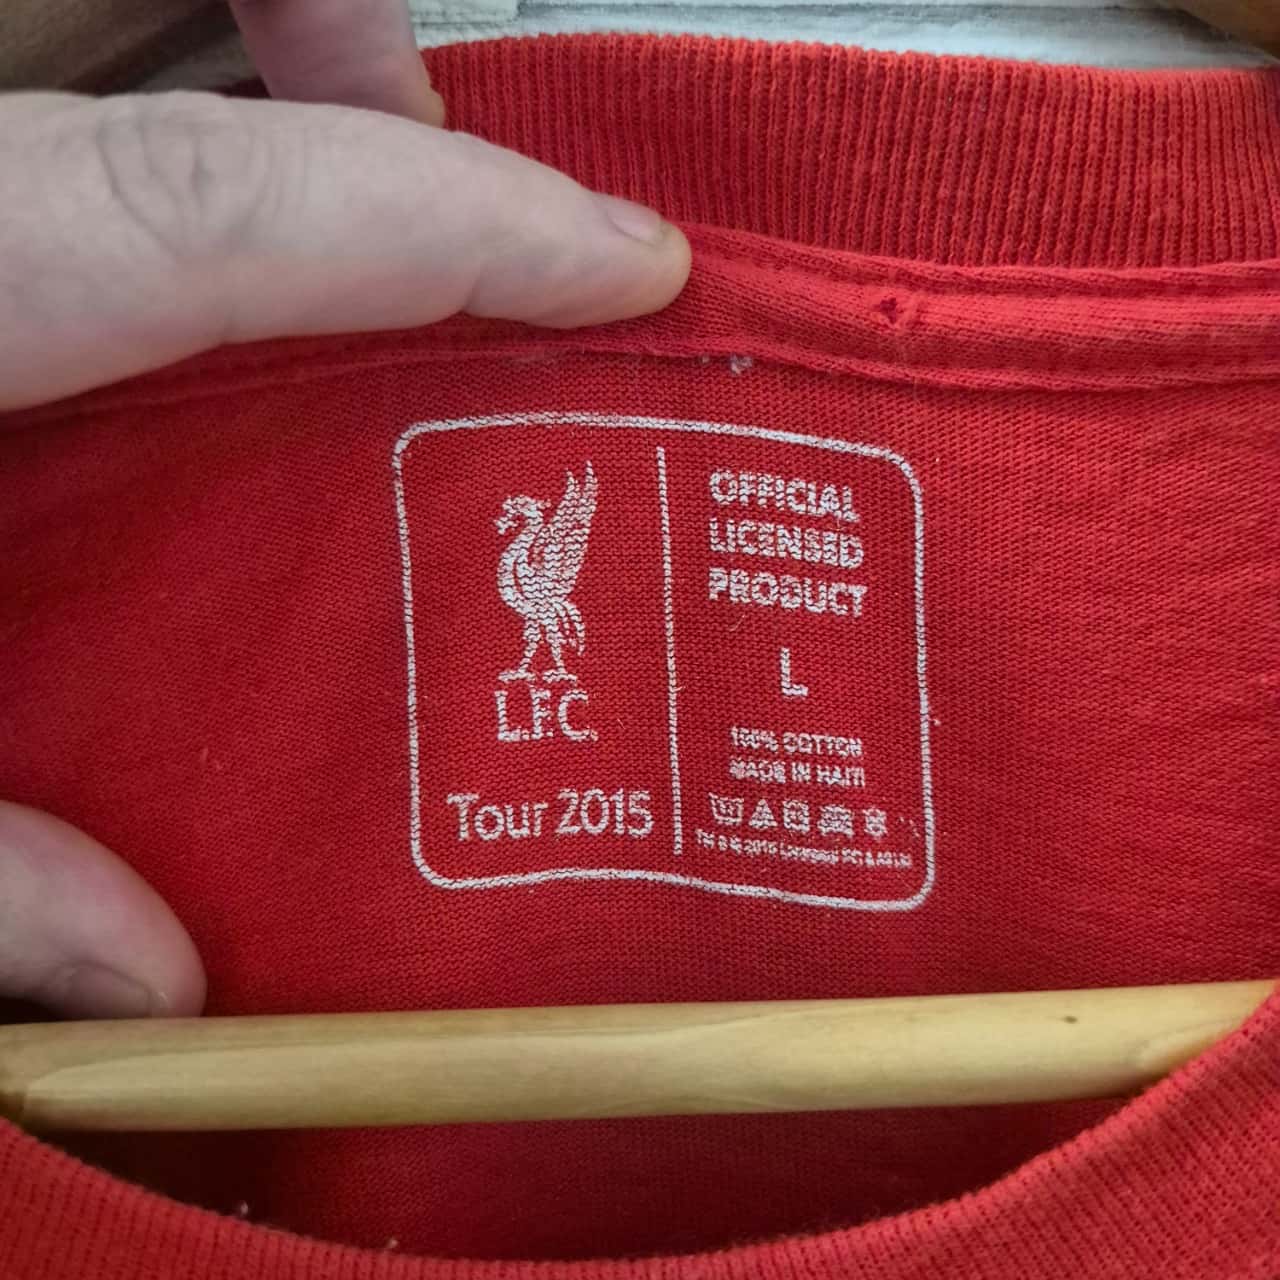 L.F.C.
Tour 2015
OFFICIAL
LICENSED
PRODUCT
L
100% COTTON
MADE IN HAITI